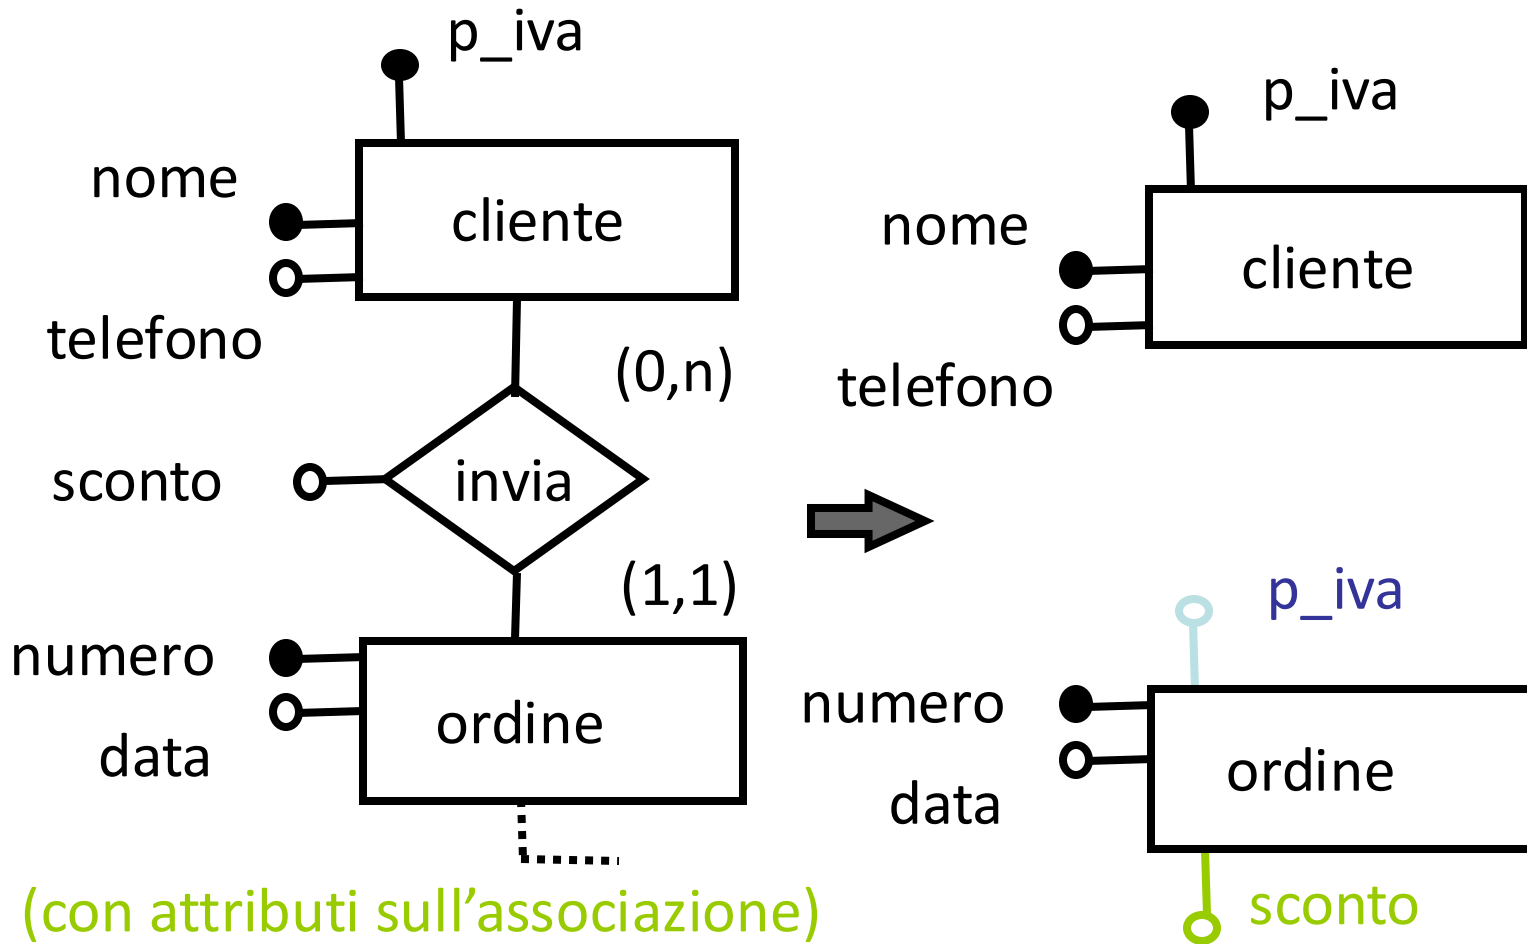 p_iva
nome
cliente
telefono
(0,n)
sconto
invia
(1,1)
numero
ordine
data
(con attributi sull’associazione)
p_iva
nome
cliente
telefono
p_iva
numero
ordine
data
sconto